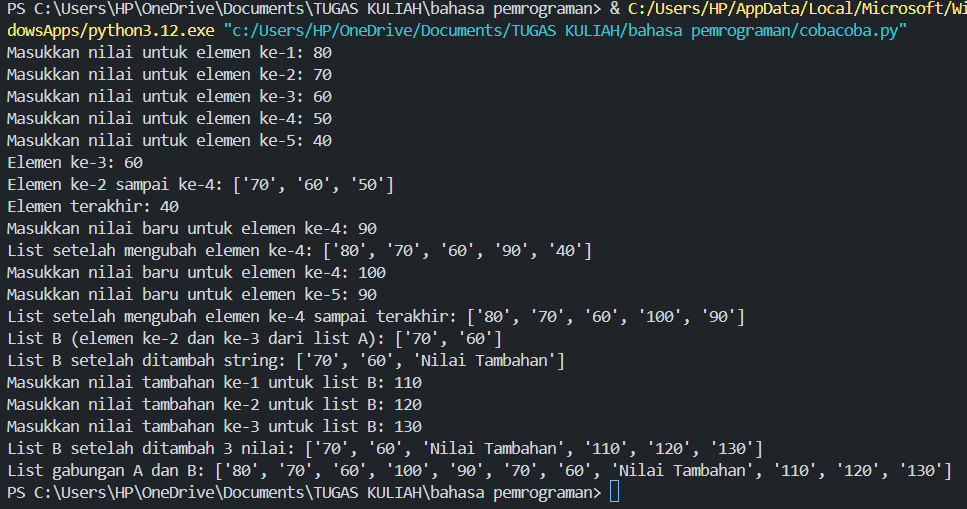 PS C:\Users\HP\OneDrive\Documents\TUGAS KULIAH\bahasa pemrograman> & C:/Users/HP/AppData/Local/Microsoft/Wi
dowsApps/python3.12.exe "c:/Users/HP/OneDrive/Documents/TUGAS KULIAH/bahasa pemrograman/cobacoba.py"
Masukkan nilai untuk elemen ke-1: 80
Masukkan nilai untuk elemen ke-2: 70
Masukkan nilai untuk elemen ke-3: 60
Masukkan nilai untuk elemen ke-4: 50
Masukkan nilai untuk elemen ke-5: 40
Elemen ke-3: 60
Elemen ke-2 sampai ke-4: ['70', '60', '50']
Elemen terakhir: 40
Masukkan nilai baru untuk elemen ke-4: 90
List setelah mengubah elemen ke-4: ['80', '70', '60', '90', '40']
Masukkan nilai baru untuk elemen ke-4: 100
Masukkan nilai baru untuk elemen ke-5: 90
List setelah mengubah elemen ke-4 sampai terakhir: ['80', '70', '60', '100', '90']
List B (elemen ke-2 dan ke-3 dari list A): ['70', '60']
List B setelah ditambah string: ['70', '60', 'Nilai Tambahan']
Masukkan nilai tambahan ke-1 untuk list B: 110
Masukkan nilai tambahan ke-2 untuk list B: 120
Masukkan nilai tambahan ke-3 untuk list B: 130
List B setelah ditambah 3 nilai: ['70', '60', 'Nilai Tambahan', '110', '120', '130']
List gabungan A dan B: ['80', '70', '60', '100', '90', '70', '60', 'Nilai Tambahan', '110', '120', '130']
PS C:\Users\HP\OneDrive\Documents\TUGAS KULIAH\bahasa pemrograman>